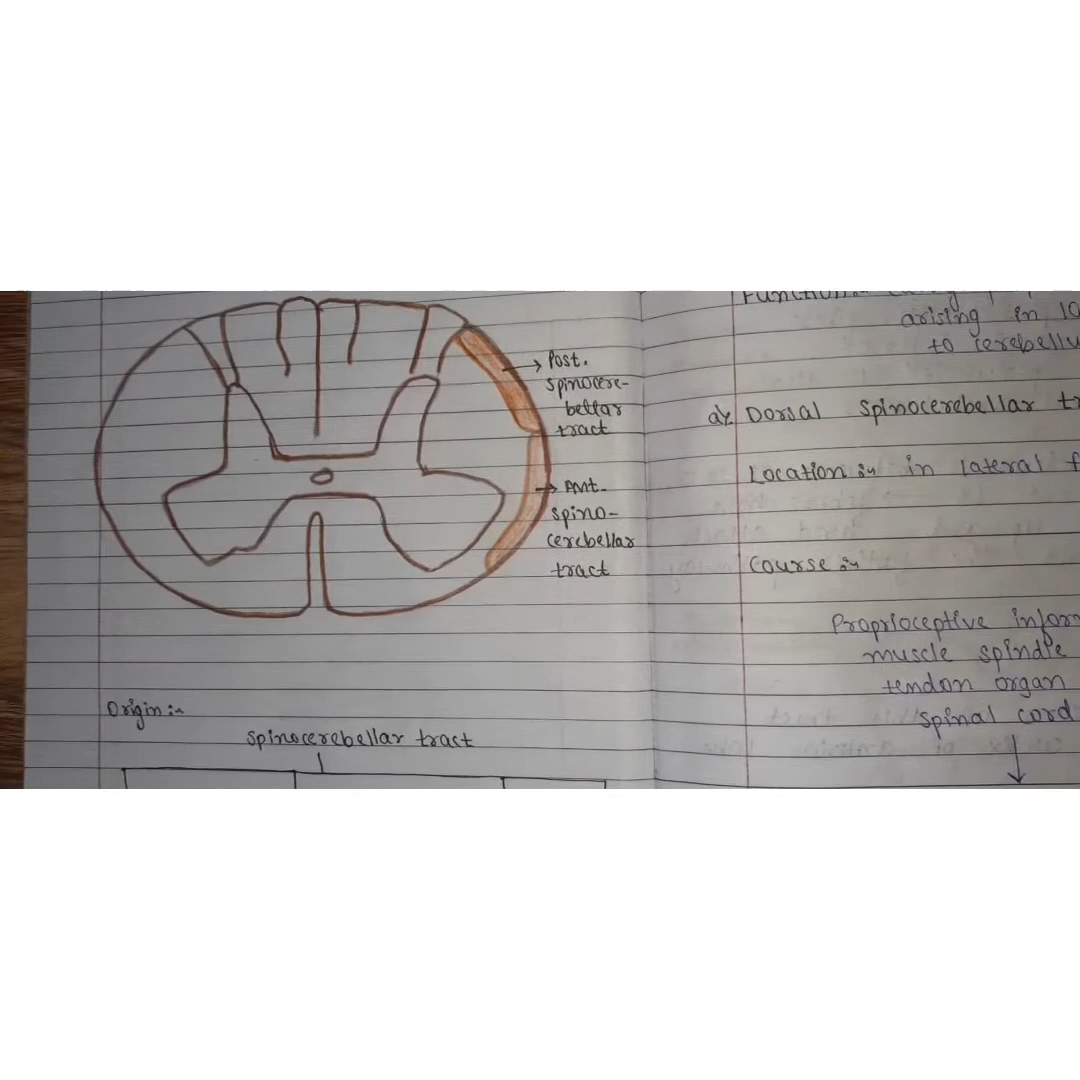 Post.
spinocere-
bellar
tract
Ant.
spino-
cerebellar
tract
Origin :-
spinocerebellar tract
arising in
to cerebellu
a) Dorsal spinocerebellar
Location :- in lateral
Course :-
Proprioceptive infor
muscle spindle
tendon organ
spinal cord